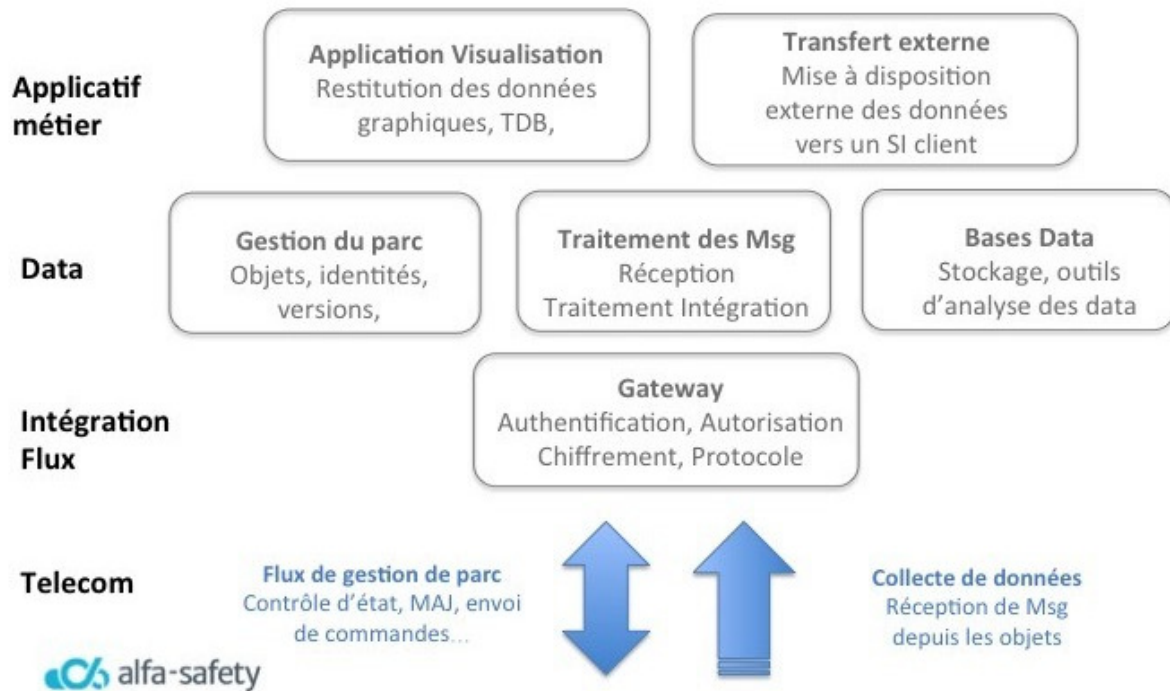 Applicatif
métier
Application Visualisation
Restitution des données
graphiques, TDB,
Transfert externe
Mise à disposition
externe des données
vers un SI client
Data
Gestion du parc
Objets, identités,
versions,
Traitement des Msg
Réception
Traitement Intégration
Bases Data
Stockage, outils
d'analyse des data
Intégration
Flux
Gateway
Authentification, Autorisation
Chiffrement, Protocole
Telecom
Flux de gestion de parc
Contrôle d'état, MAJ, envoi
de commandes...
Collecte de données
Réception de Msg
depuis les objets
alfa-safety